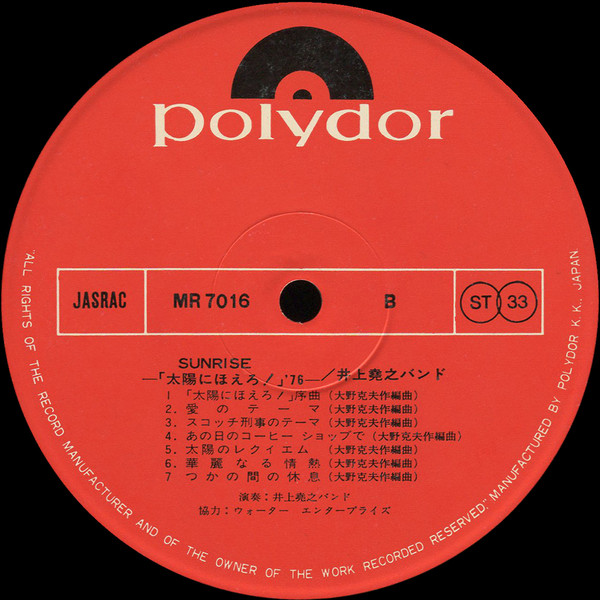 polydor
JASRAC MR 7016 B ST 33
SUNRISE
—「太陽にほえろ!」'76—/井上堯之バンド
1 「太陽にほえろ!」序曲 (大野克夫作編曲)
2. 愛のテーマ (大野克夫作編曲)
3. スコッチ刑事のテーマ (大野克夫作編曲)
4. あの日のコーヒー ショップで (大野克夫作編曲)
5. 太陽のレクイエム (大野克夫作編曲)
6. 華麗なる情熱 (大野克夫作編曲)
7 つかの間の休息 (大野克夫作編曲)
演奏:井上堯之バンド
協力:ウォーター エンタープライズ
"ALL RIGHTS OF THE RECORD MANUFACTURER AND OF THE OWNER OF THE WORK RECORDED RESERVED." MANUFACTURED BY POLYDOR K.K., JAPAN